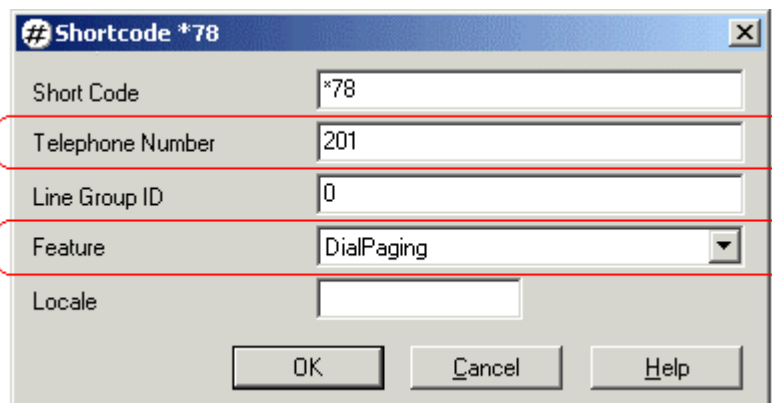 # Shortcode *78
Short Code *78
Telephone Number 201
Line Group ID 0
Feature DialPaging
Locale
OK Cancel Help